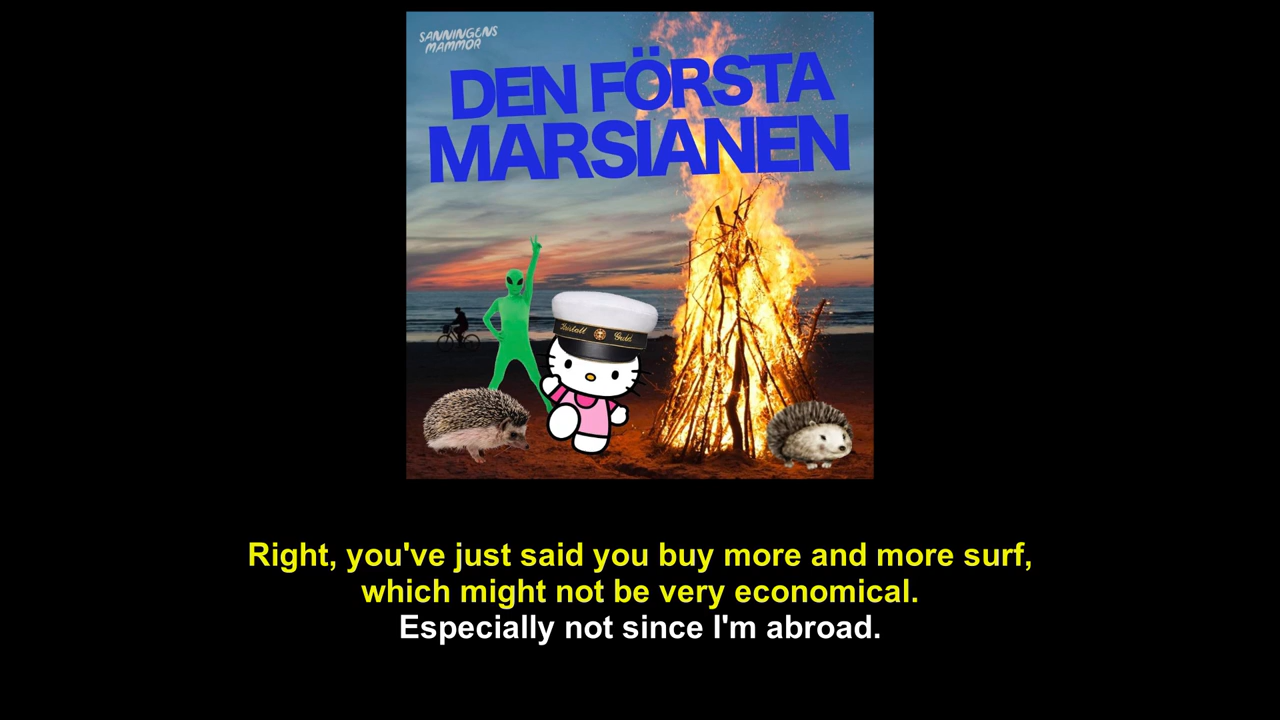 SANNINGENS
MAMMOR
DEN FÖRSTA
MARSIANEN
Right, you've just said you buy more and more surf,
which might not be very economical.
Especially not since I'm abroad.